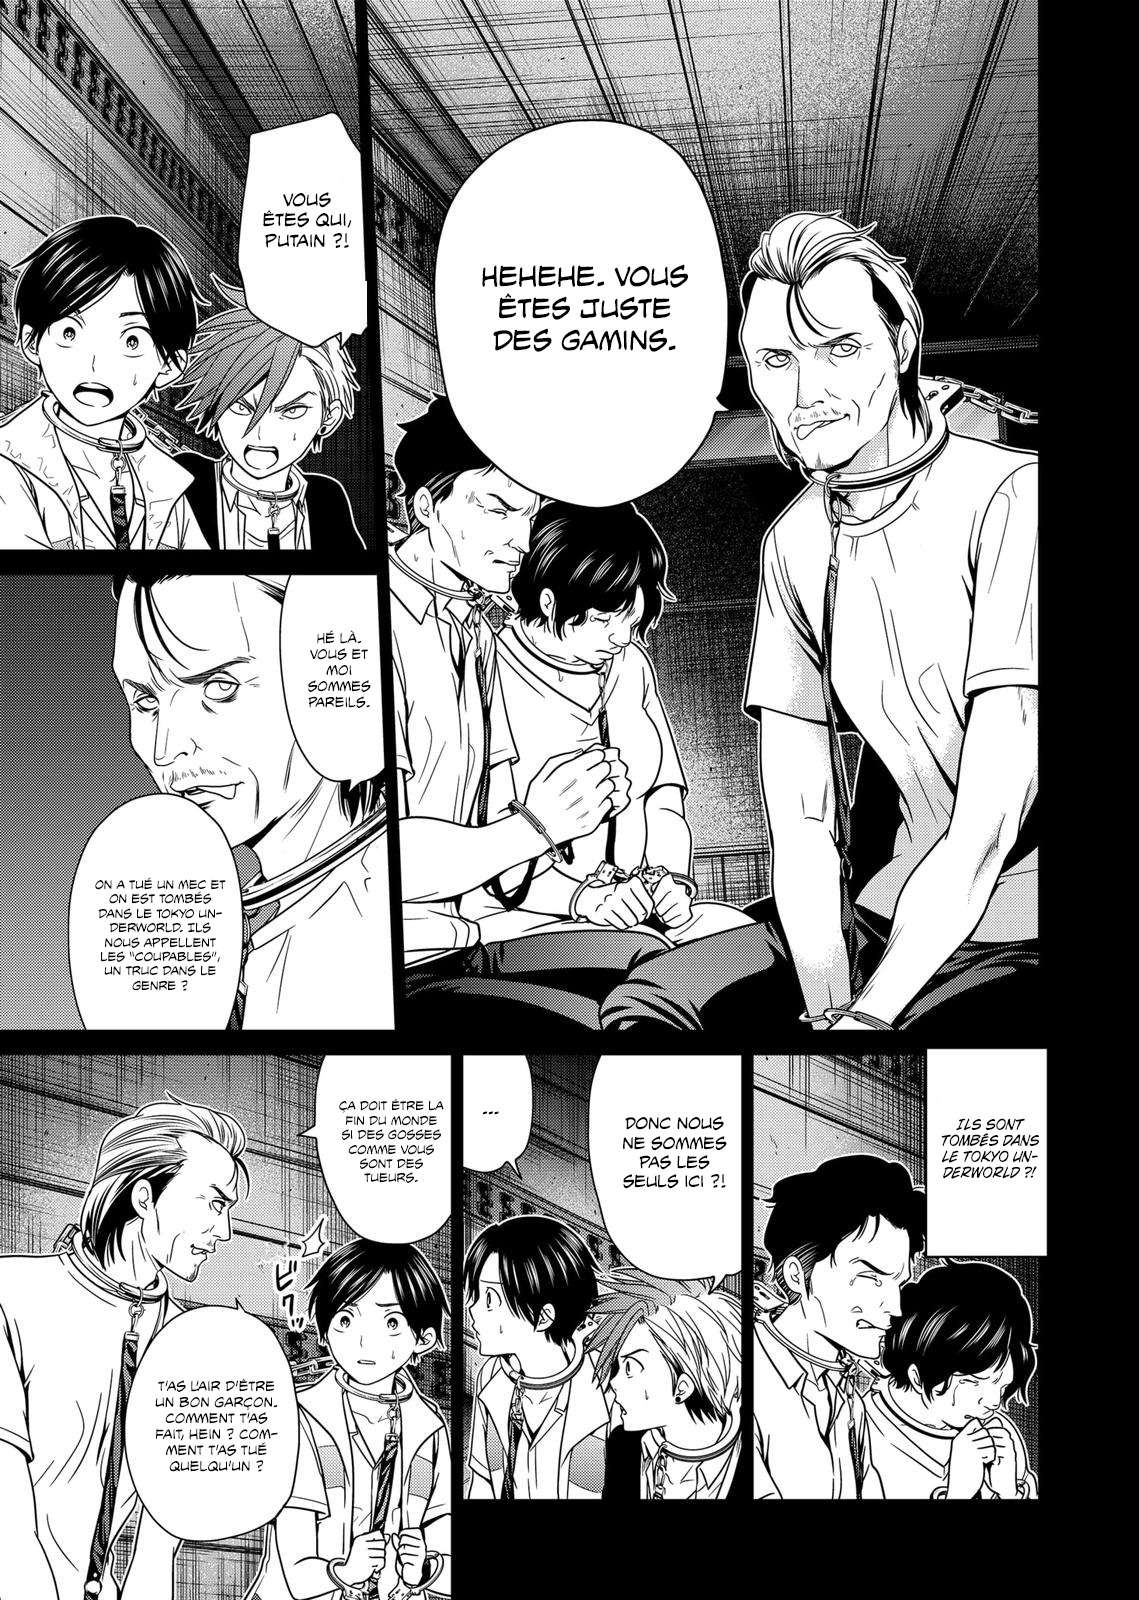 HEHEHE. VOUS
ÊTES JUSTE
DES GAMINS.
VOUS
ÊTES QUI,
PUTAIN ?!
HÉ LÀ.
VOUS ET
MOI
SOMMES
PAREILS.
ON A TUÉ UN MEC ET
ON EST TOMBÉS
DANS LE TOKYO UN-
DERWORLD. ILS
NOUS APPELLENT
LES "COUPABLES",
UN TRUC DANS LE
GENRE ?
ILS SONT
TOMBÉS DANS
LE TOKYO UN-
DERWORLD ?!
DONC NOUS
NE SOMMES
PAS LES
SEULS ICI ?!
...
ÇA DOIT ÊTRE LA
FIN DU MONDE
SI DES GOSSES
COMME VOUS
SONT DES
TUEURS.
ビクッ
T'AS L'AIR D'ÊTRE
UN BON GARÇON.
COMMENT T'AS
FAIT, HEIN ? COM-
MENT T'AS TUÉ
QUELQU'UN ?